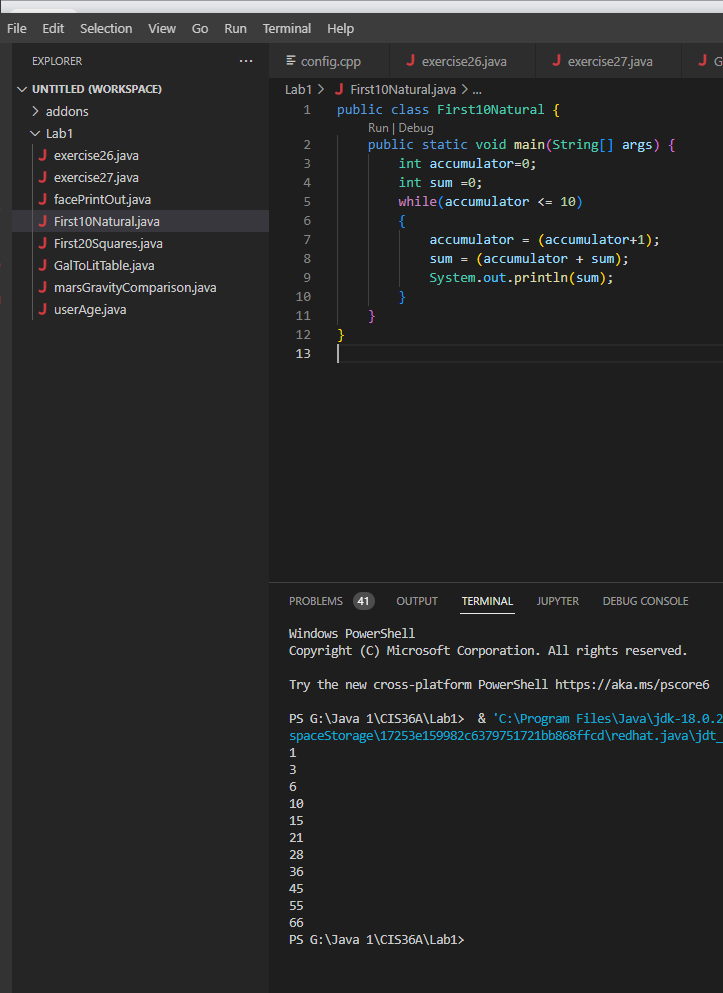 File Edit Selection View Go Run Terminal Help
EXPLORER ...
UNTITLED (WORKSPACE)
addons
Lab1
exercise26.java
exercise27.java
facePrintOut.java
First10Natural.java
First20Squares.java
GalToLitTable.java
marsGravityComparison.java
userAge.java
config.cpp J exercise26.java J exercise27.java J G
Lab1 > J First10Natural.java > ...
1 public class First10Natural {
Run | Debug
2 public static void main(String[] args) {
3 int accumulator=0;
4 int sum =0;
5 while(accumulator <= 10)
6 {
7 accumulator = (accumulator+1);
8 sum = (accumulator + sum);
9 System.out.println(sum);
10 }
11 }
12 }
13
PROBLEMS 41 OUTPUT TERMINAL JUPYTER DEBUG CONSOLE
Windows PowerShell
Copyright (C) Microsoft Corporation. All rights reserved.
Try the new cross-platform PowerShell https://aka.ms/pscore6
PS G:\Java 1\CIS36A\Lab1>  & 'C:\Program Files\Java\jdk-18.0.2
spaceStorage\17253e159982c6379751721bb868ffcd\redhat.java\jdt_
1
3
6
10
15
21
28
36
45
55
66
PS G:\Java 1\CIS36A\Lab1>